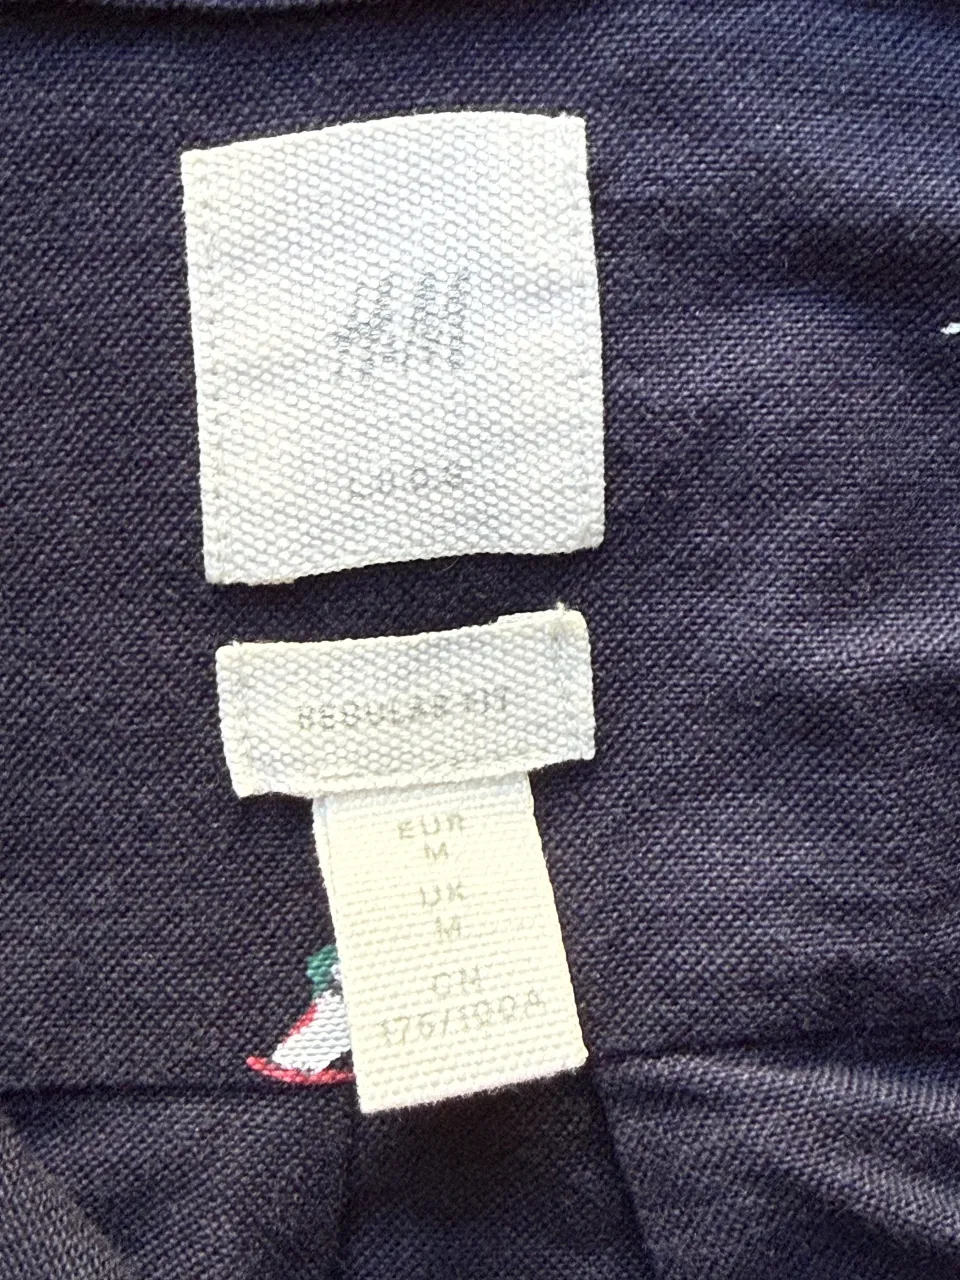 H&M
L.O.G.G
REGULAR FIT
EUR
M
UK
M
CN
175/100A